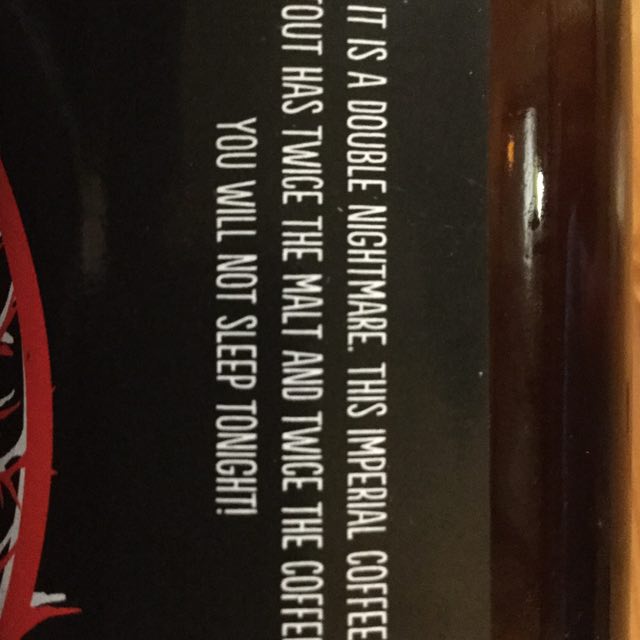 IT IS A DOUBLE NIGHTMARE. THIS IMPERIAL COFFEE
TOUT HAS TWICE THE MALT AND TWICE THE COFFEE
YOU WILL NOT SLEEP TONIGHT!